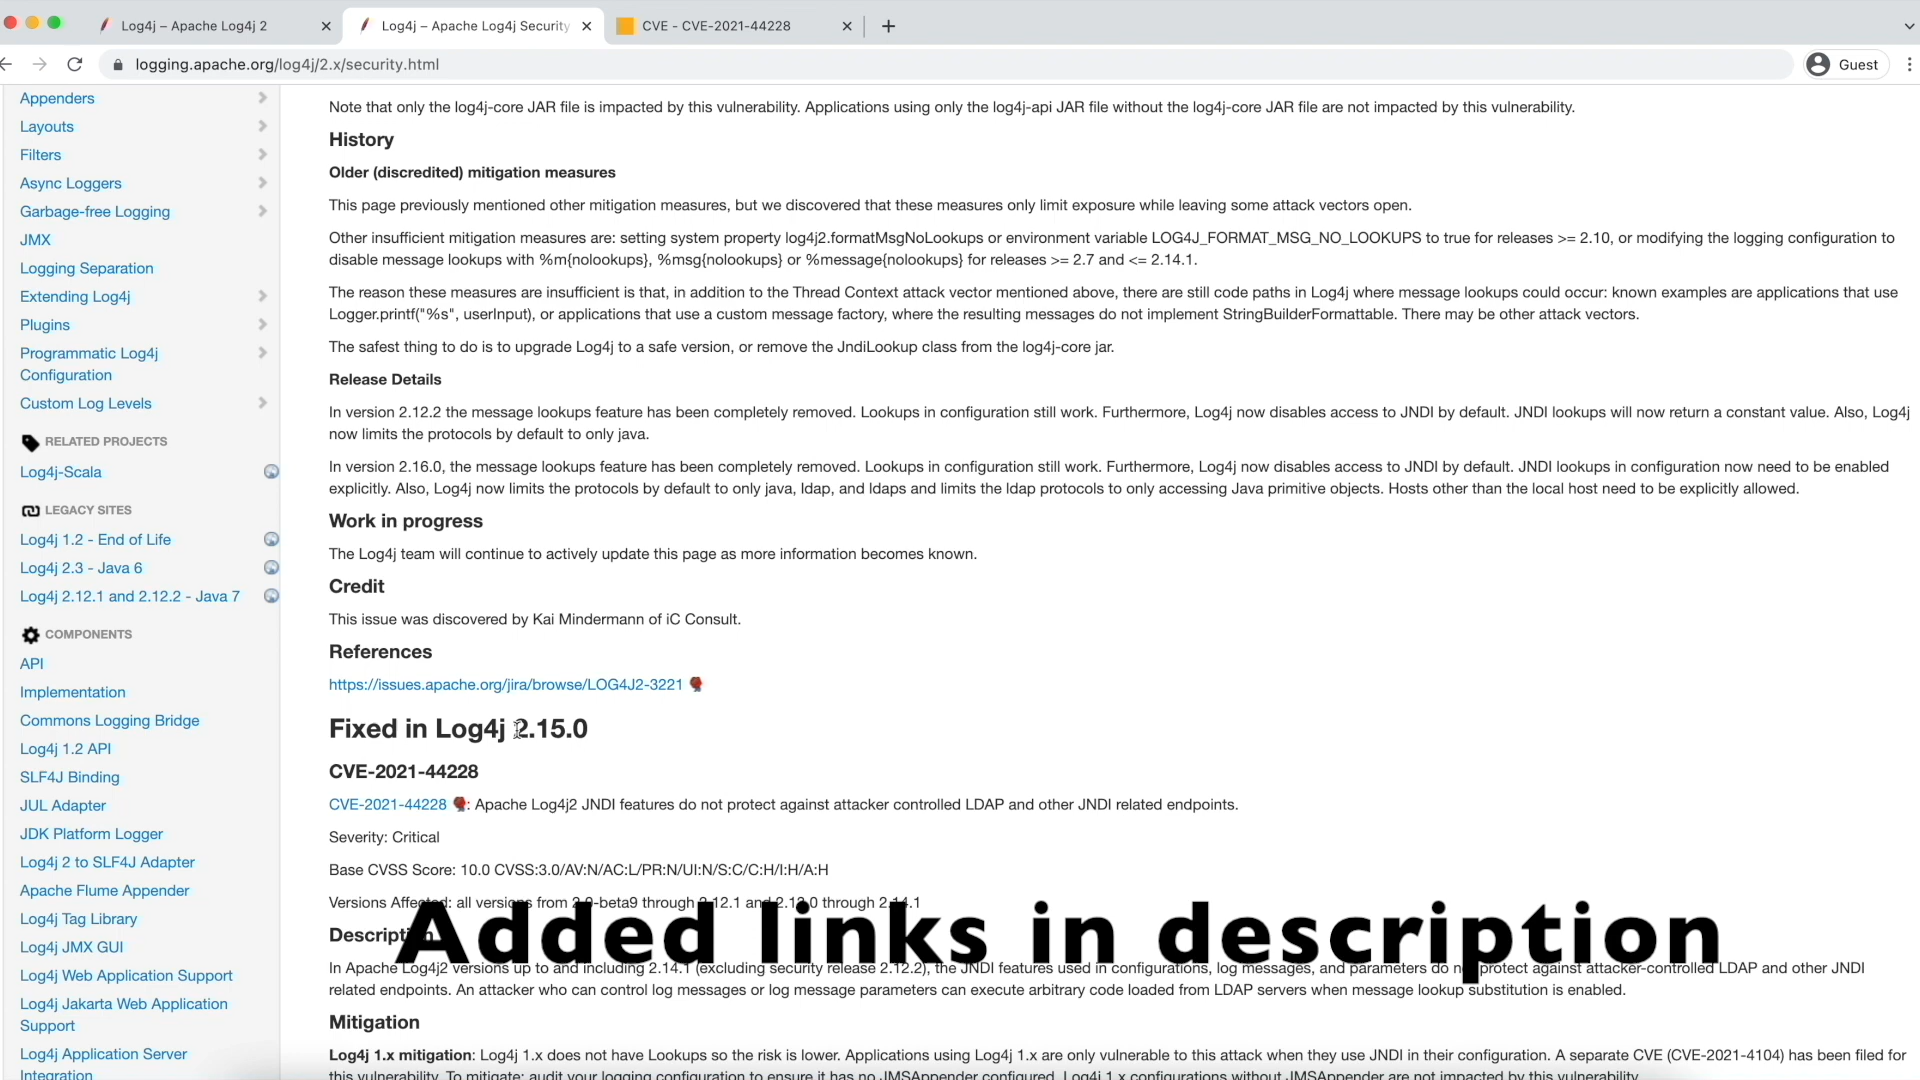 Log4j – Apache Log4j 2
Log4j – Apache Log4j Security
CVE - CVE-2021-44228
logging.apache.org/log4j/2.x/security.html
Guest
Appenders
Layouts
Filters
Async Loggers
Garbage-free Logging
JMX
Logging Separation
Extending Log4j
Plugins
Programmatic Log4j
Configuration
Custom Log Levels
RELATED PROJECTS
Log4j-Scala
LEGACY SITES
Log4j 1.2 - End of Life
Log4j 2.3 - Java 6
Log4j 2.12.1 and 2.12.2 - Java 7
COMPONENTS
API
Implementation
Commons Logging Bridge
Log4j 1.2 API
SLF4J Binding
JUL Adapter
JDK Platform Logger
Log4j 2 to SLF4J Adapter
Apache Flume Appender
Log4j Tag Library
Log4j JMX GUI
Log4j Web Application Support
Log4j Jakarta Web Application
Support
Log4j Application Server
Integration
Note that only the log4j-core JAR file is impacted by this vulnerability. Applications using only the log4j-api JAR file without the log4j-core JAR file are not impacted by this vulnerability.
History
Older (discredited) mitigation measures
This page previously mentioned other mitigation measures, but we discovered that these measures only limit exposure while leaving some attack vectors open.
Other insufficient mitigation measures are: setting system property log4j2.formatMsgNoLookups or environment variable LOG4J_FORMAT_MSG_NO_LOOKUPS to true for releases >= 2.10, or modifying the logging configuration to
disable message lookups with %m{nolookups}, %msg{nolookups} or %message{nolookups} for releases >= 2.7 and <= 2.14.1.
The reason these measures are insufficient is that, in addition to the Thread Context attack vector mentioned above, there are still code paths in Log4j where message lookups could occur: known examples are applications that use
Logger.printf("%s", userInput), or applications that use a custom message factory, where the resulting messages do not implement StringBuilderFormattable. There may be other attack vectors.
The safest thing to do is to upgrade Log4j to a safe version, or remove the JndiLookup class from the log4j-core jar.
Release Details
In version 2.12.2 the message lookups feature has been completely removed. Lookups in configuration still work. Furthermore, Log4j now disables access to JNDI by default. JNDI lookups will now return a constant value. Also, Log4j
now limits the protocols by default to only java.
In version 2.16.0, the message lookups feature has been completely removed. Lookups in configuration still work. Furthermore, Log4j now disables access to JNDI by default. JNDI lookups in configuration now need to be enabled
explicitly. Also, Log4j now limits the protocols by default to only java, ldap, and ldaps and limits the ldap protocols to only accessing Java primitive objects. Hosts other than the local host need to be explicitly allowed.
Work in progress
The Log4j team will continue to actively update this page as more information becomes known.
Credit
This issue was discovered by Kai Mindermann of iC Consult.
References
https://issues.apache.org/jira/browse/LOG4J2-3221
Fixed in Log4j 2.15.0
CVE-2021-44228
CVE-2021-44228 : Apache Log4j2 JNDI features do not protect against attacker controlled LDAP and other JNDI related endpoints.
Severity: Critical
Base CVSS Score: 10.0 CVSS:3.0/AV:N/AC:L/PR:N/UI:N/S:C/C:H/I:H/A:H
Versions Affected: all versions from 2.0-beta9 through 2.12.1 and 2.13.0 through 2.14.1
Description
Added links in description
In Apache Log4j2 versions up to and including 2.14.1 (excluding security release 2.12.2), the JNDI features used in configurations, log messages, and parameters do not protect against attacker-controlled LDAP and other JNDI
related endpoints. An attacker who can control log messages or log message parameters can execute arbitrary code loaded from LDAP servers when message lookup substitution is enabled.
Mitigation
Log4j 1.x mitigation: Log4j 1.x does not have Lookups so the risk is lower. Applications using Log4j 1.x are only vulnerable to this attack when they use JNDI in their configuration. A separate CVE (CVE-2021-4104) has been filed for
this vulnerability. To mitigate: audit your logging configuration to ensure it has no JMSAppender configured. Log4j 1.x configurations without JMSAppender are not impacted by this vulnerability.